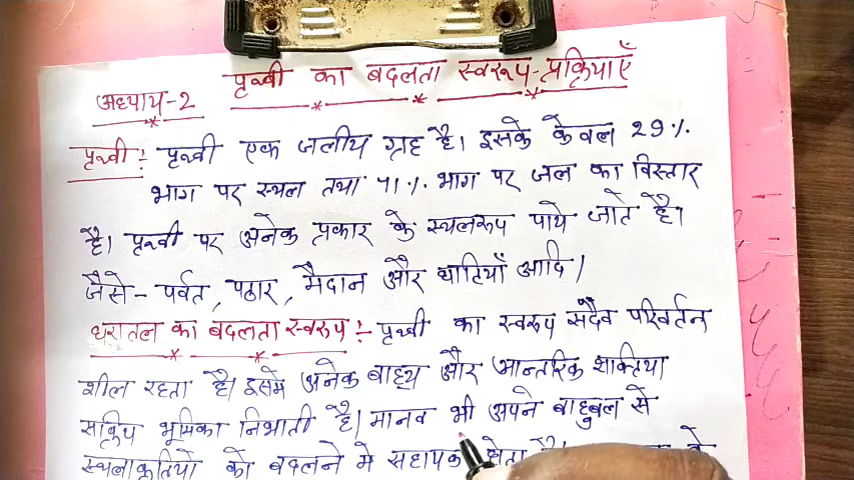 अध्याय-2 पृथ्वी का बदलता स्वरूप-प्रक्रियाएँ
पृथ्वी:- पृथ्वी एक जलीय ग्रह है। इसके केवल 29%
भाग पर स्थल तथा 71% भाग पर जल का विस्तार
है। पृथ्वी पर अनेक प्रकार के स्थलरूप पाये जाते है।
जैसे- पर्वत, पठार, मैदान और घाटियाँ आदि।
धरातल का बदलता स्वरूप:- पृथ्वी का स्वरूप सदैव परिवर्तन
शील रहता है। इसमे अनेक बाह्य और आन्तरिक शक्तिया
सक्रिय भूमिका निभाती है। मानव भी अपने बाहुबल से
स्थलाकृतियो को बदलने मे सहायक होता है।